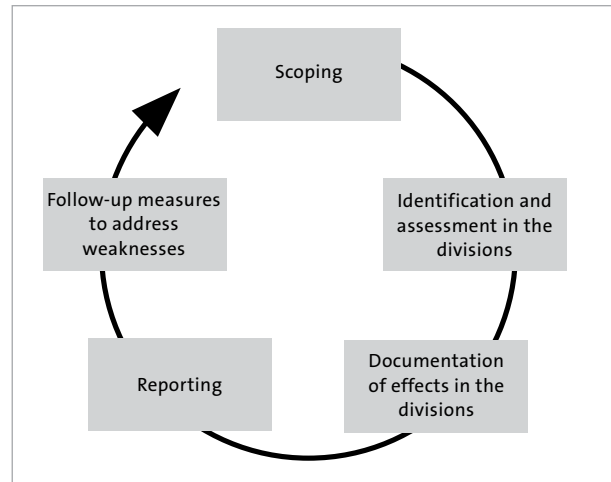 Scoping
Identification and
assessment in the
divisions
Documentation
of effects in the
divisions
Reporting
Follow-up measures
to address
weaknesses